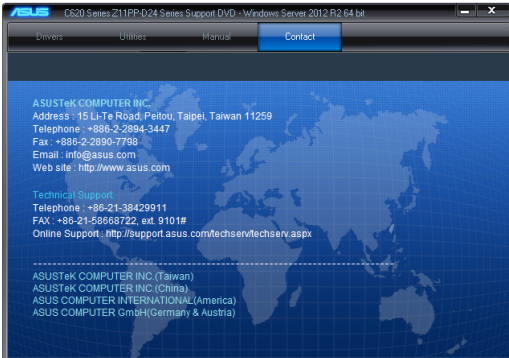 ASUS C620 Series Z11PP-D24 Series Support DVD - Windows Server 2012 R2 64 bit
Drivers Utilities Manual Contact
ASUSTeK COMPUTER INC.
Address : 15 Li-Te Road, Peitou, Taipei, Taiwan 11259
Telephone : +886-2-2894-3447
Fax : +886-2-2890-7798
Email : info@asus.com
Web site : http://www.asus.com
Technical Support
Telephone : +86-21-38429911
FAX : +86-21-58668722, ext. 9101#
Online Support : http://support.asus.com/techserv/techserv.aspx
ASUSTeK COMPUTER INC.(Taiwan)
ASUSTeK COMPUTER INC.(China)
ASUS COMPUTER INTERNATIONAL(America)
ASUS COMPUTER GmbH(Germany & Austria)